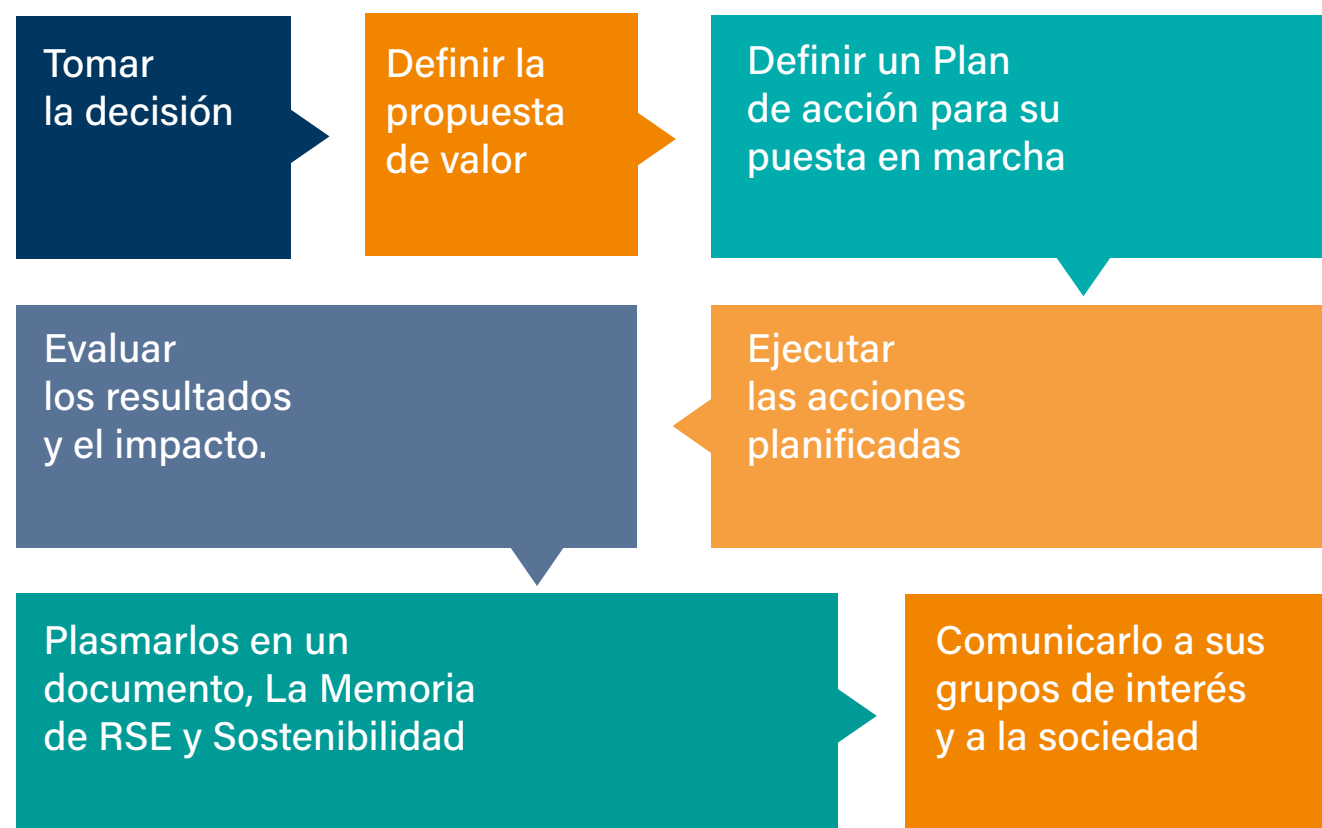 Tomar
la decisión
Definir la
propuesta
de valor
Definir un Plan
de acción para su
puesta en marcha
Ejecutar
las acciones
planificadas
Evaluar
los resultados
y el impacto.
Plasmarlos en un
documento, La Memoria
de RSE y Sostenibilidad
Comunicarlo a sus
grupos de interés
y a la sociedad